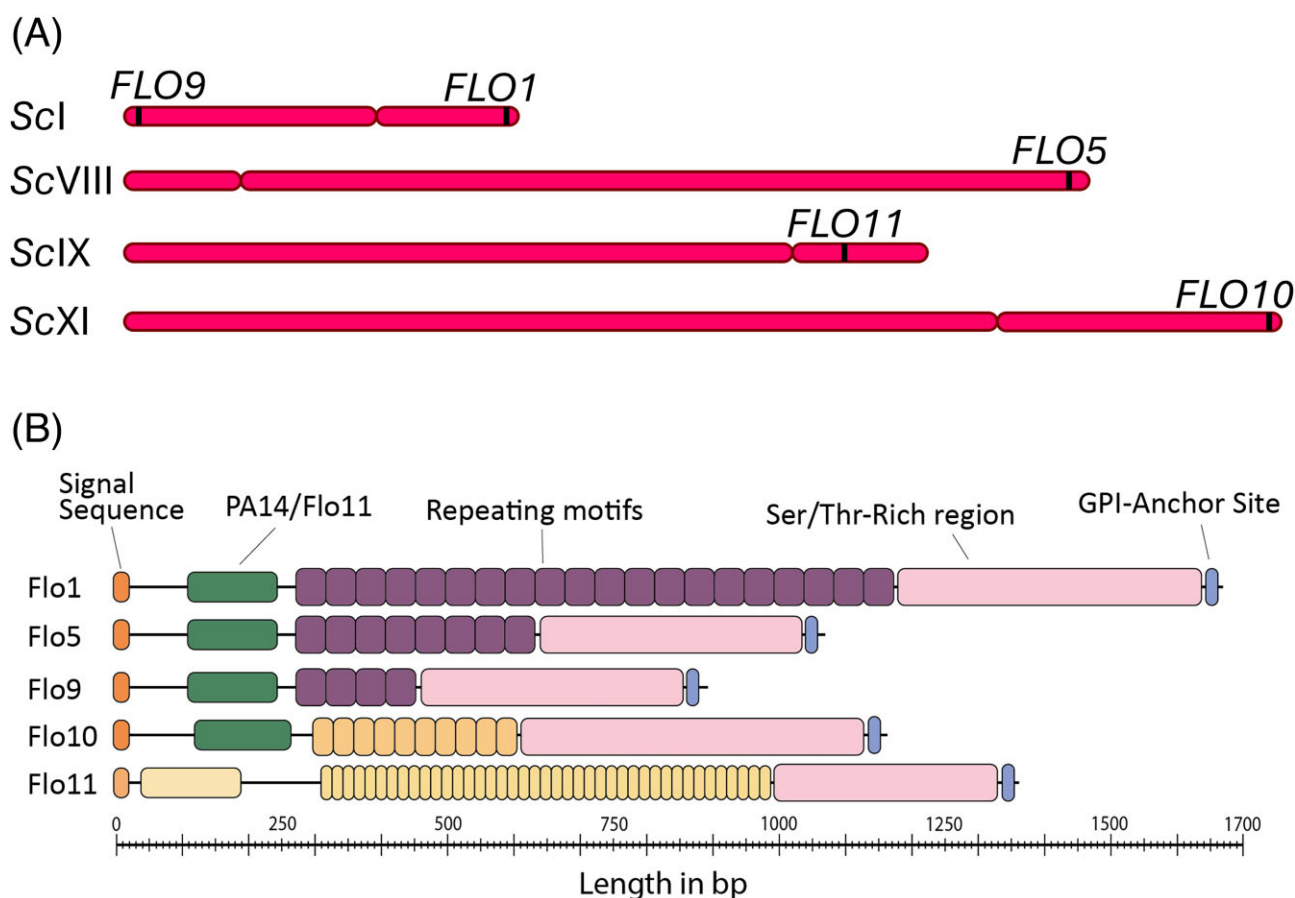 (A)
FLO9 FLO1
ScI
FLO5
ScVIII
FLO11
ScIX
FLO10
ScXI
(B)
Signal
Sequence
PA14/Flo11
Repeating motifs
Ser/Thr-Rich region
GPI-Anchor Site
Flo1
Flo5
Flo9
Flo10
Flo11
0 250 500 750 1000 1250 1500 1700
Length in bp